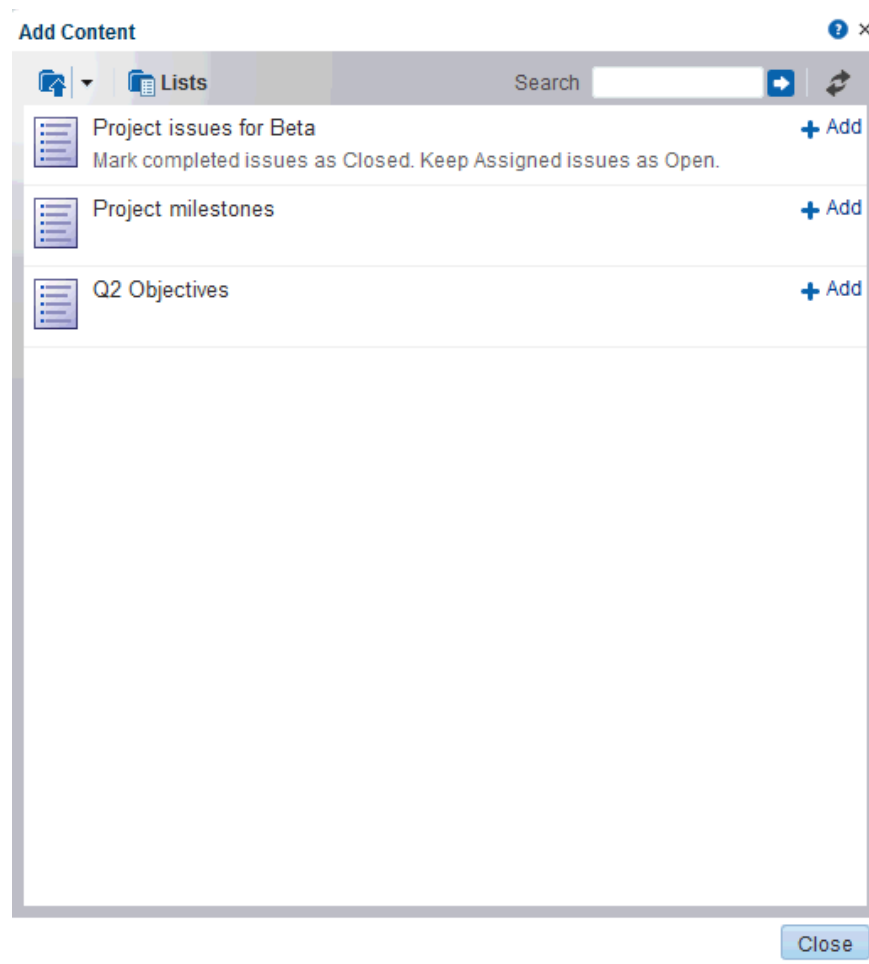 Add Content
Lists
Search
Project issues for Beta
Add
Mark completed issues as Closed. Keep Assigned issues as Open.
Project milestones
Add
Q2 Objectives
Add
Close